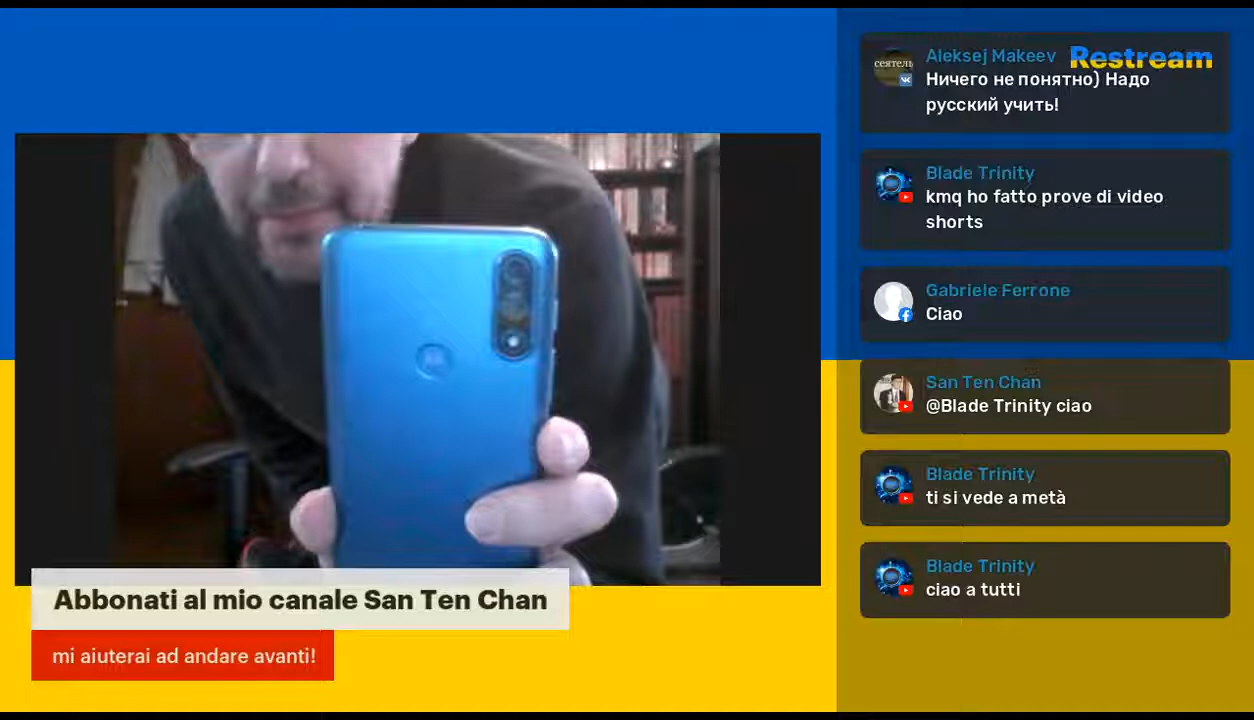 Restream
Aleksej Makeev
сеятель
Ничего не понятно) Надо
русский учить!
Blade Trinity
kmq ho fatto prove di video
shorts
Gabriele Ferrone
Ciao
San Ten Chan
@Blade Trinity ciao
Blade Trinity
ti si vede a metà
Blade Trinity
ciao a tutti
Abbonati al mio canale San Ten Chan
mi aiuterai ad andare avanti!